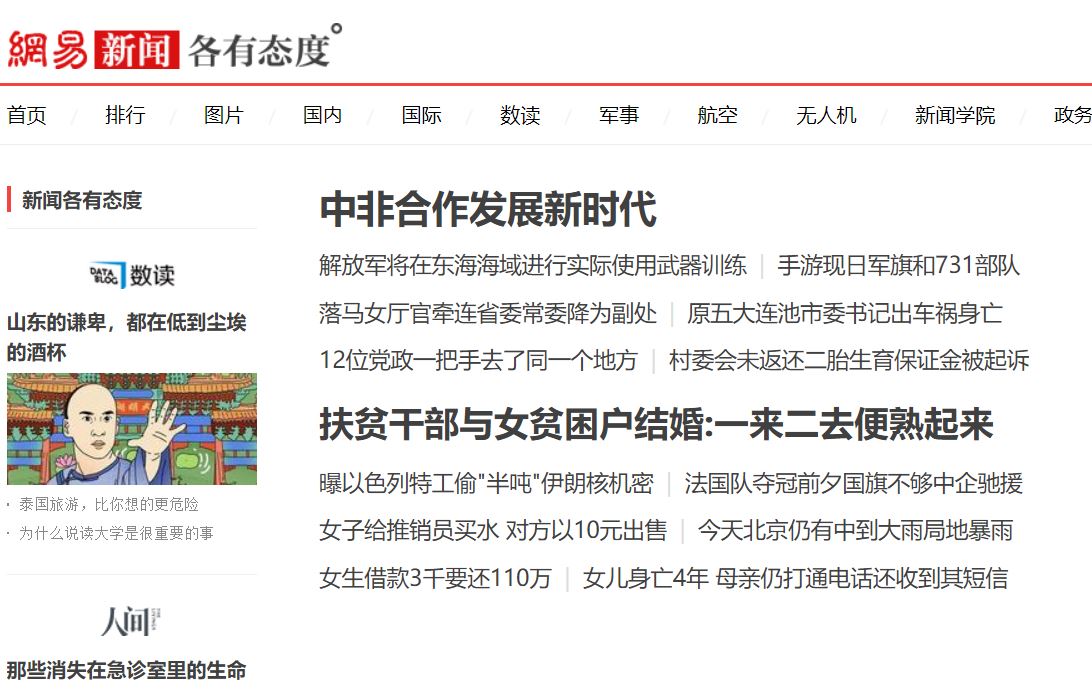 網易 新闻 各有态度°
首页 / 排行 / 图片 / 国内 / 国际 / 数读 / 军事 / 航空 / 无人机 / 新闻学院 / 政务
新闻各有态度
DATA BLOG 数读
山东的谦卑，都在低到尘埃
的酒杯
· 泰国旅游，比你想的更危险
· 为什么说读大学是很重要的事
人间
那些消失在急诊室里的生命
中非合作发展新时代
解放军将在东海海域进行实际使用武器训练 | 手游现日军旗和731部队
落马女厅官牵连省委常委降为副处 | 原五大连池市委书记出车祸身亡
12位党政一把手去了同一个地方 | 村委会未返还二胎生育保证金被起诉
扶贫干部与女贫困户结婚:一来二去便熟起来
曝以色列特工偷"半吨"伊朗核机密 | 法国队夺冠前夕国旗不够中企驰援
女子给推销员买水 对方以10元出售 | 今天北京仍有中到大雨局地暴雨
女生借款3千要还110万 | 女儿身亡4年 母亲仍打通电话还收到其短信